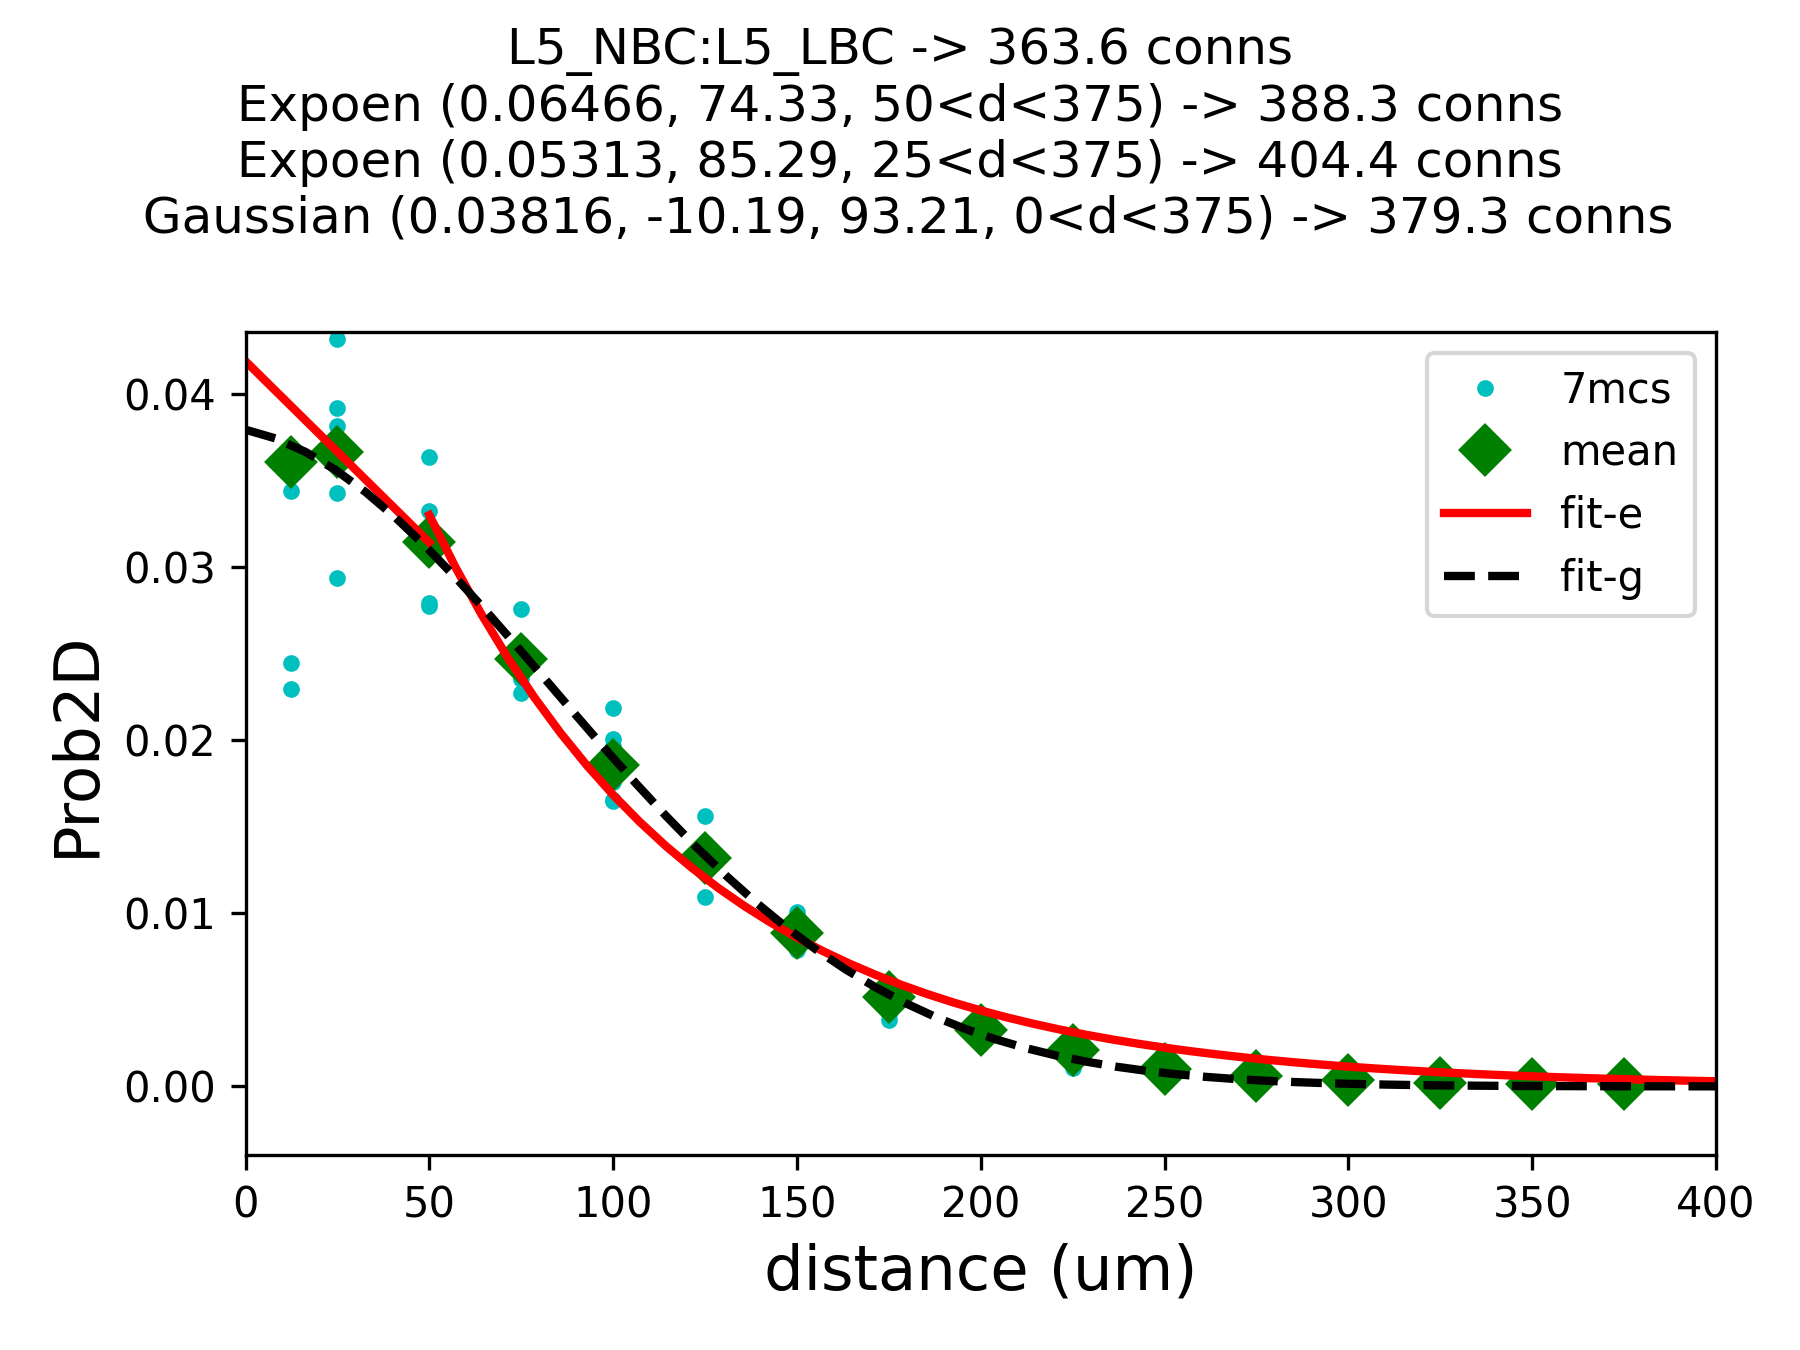 L5_NBC:L5_LBC -> 363.6 conns
Expoen (0.06466, 74.33, 50<d<375) -> 388.3 conns
Expoen (0.05313, 85.29, 25<d<375) -> 404.4 conns
Gaussian (0.03816, -10.19, 93.21, 0<d<375) -> 379.3 conns
7mcs
mean
fit-e
fit-g
Prob2D
0.04
0.03
0.02
0.01
0.00
0 50 100 150 200 250 300 350 400
distance (um)